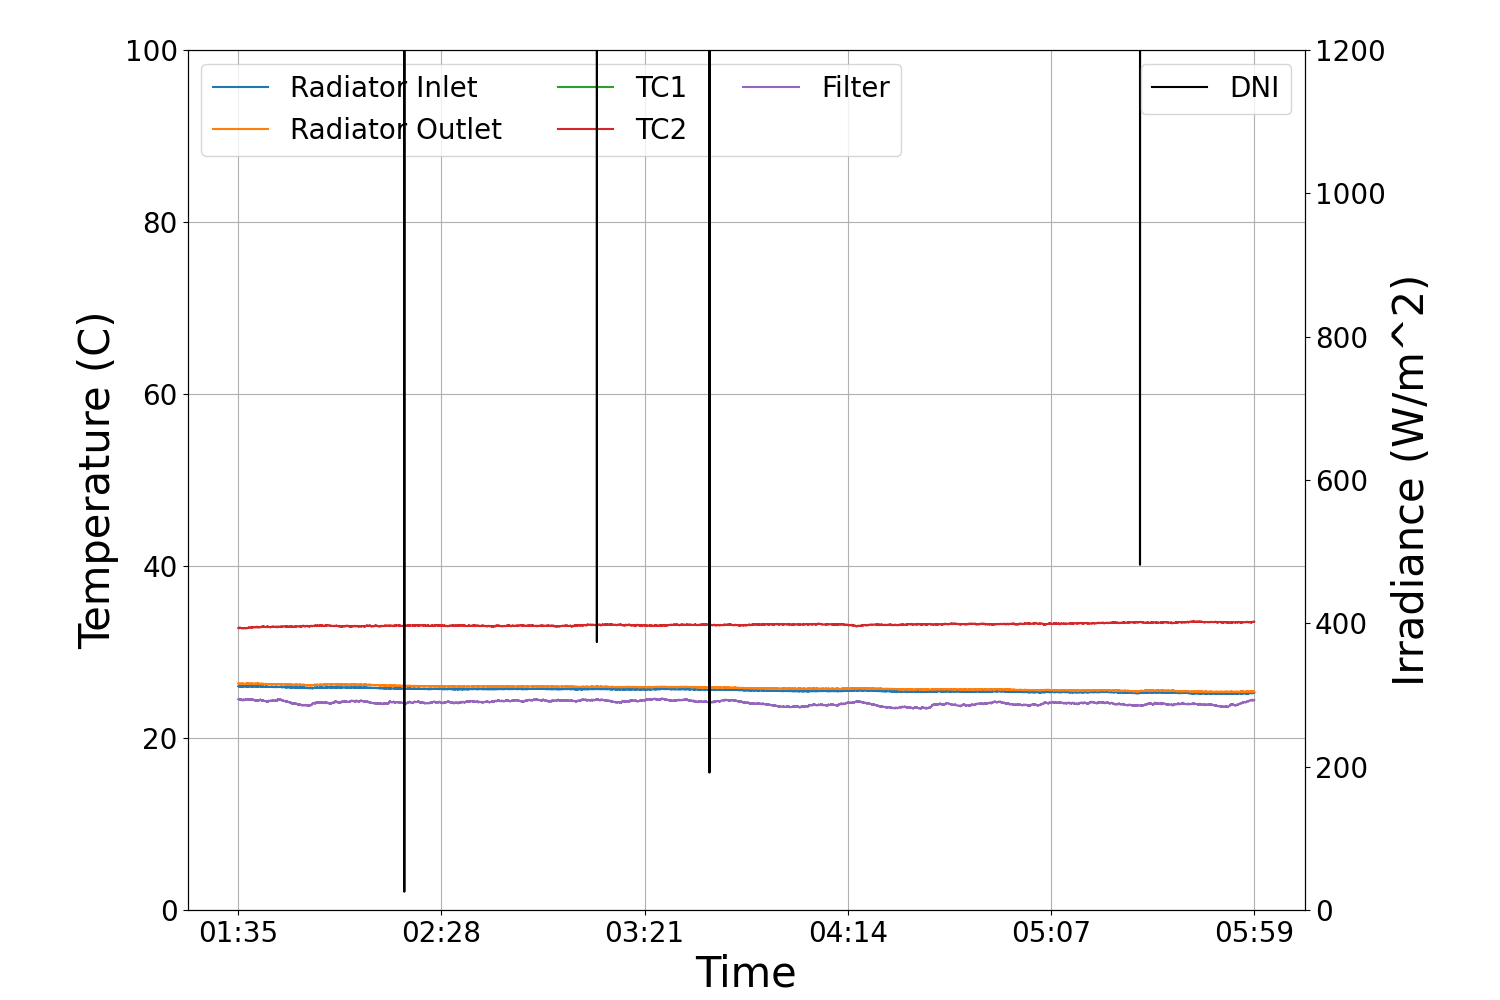 100
80
60
40
20
0
Temperature (C)
Radiator Inlet
Radiator Outlet
TC1
TC2
Filter
DNI
1200
1000
800
600
400
200
0
Irradiance (W/m^2)
01:35 02:28 03:21 04:14 05:07 05:59
Time